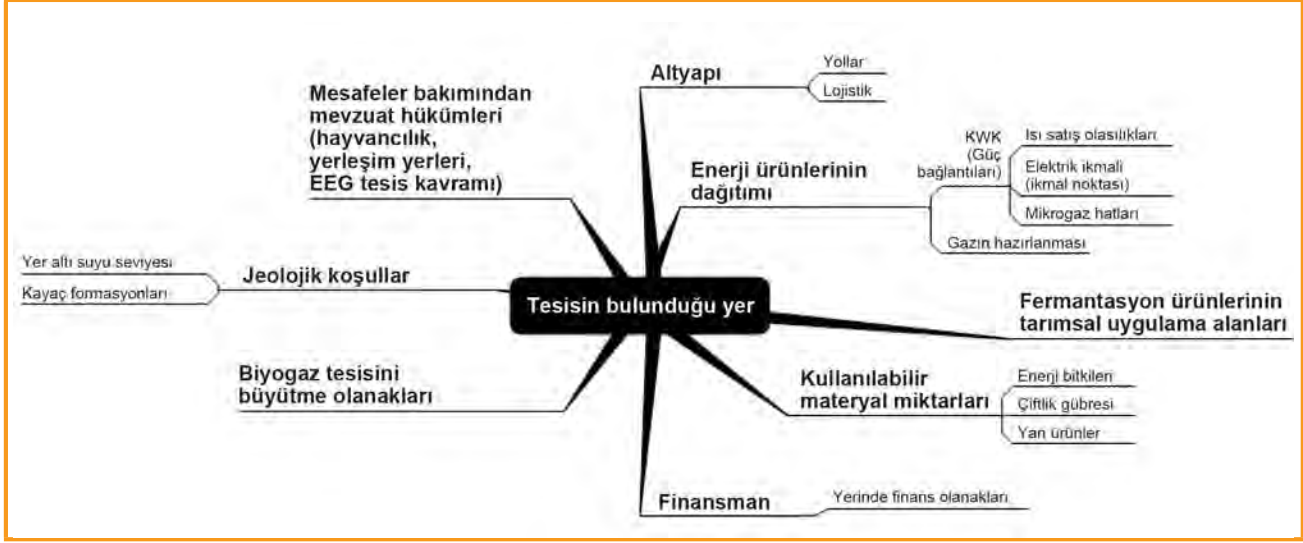 Mesafeler bakımından
mevzuat hükümleri
(hayvancılık,
yerleşim yerleri,
EEG tesis kavramı)
Jeolojik koşullar
Yer altı suyu seviyesi
Kayaç formasyonları
Biyogaz tesisini
büyütme olanakları
Tesisin bulunduğu yer
Altyapı
Yollar
Lojistik
Enerji ürünlerinin
dağıtımı
KWK
(Güç
bağlantıları)
Isı satış olasılıkları
Elektrik ikmali
(ikmal noktası)
Mikrogaz hatları
Gazın hazırlanması
Fermantasyon ürünlerinin
tarımsal uygulama alanları
Kullanılabilir
materyal miktarları
Enerji bitkileri
Çiftlik gübresi
Yan ürünler
Finansman
Yerinde finans olanakları